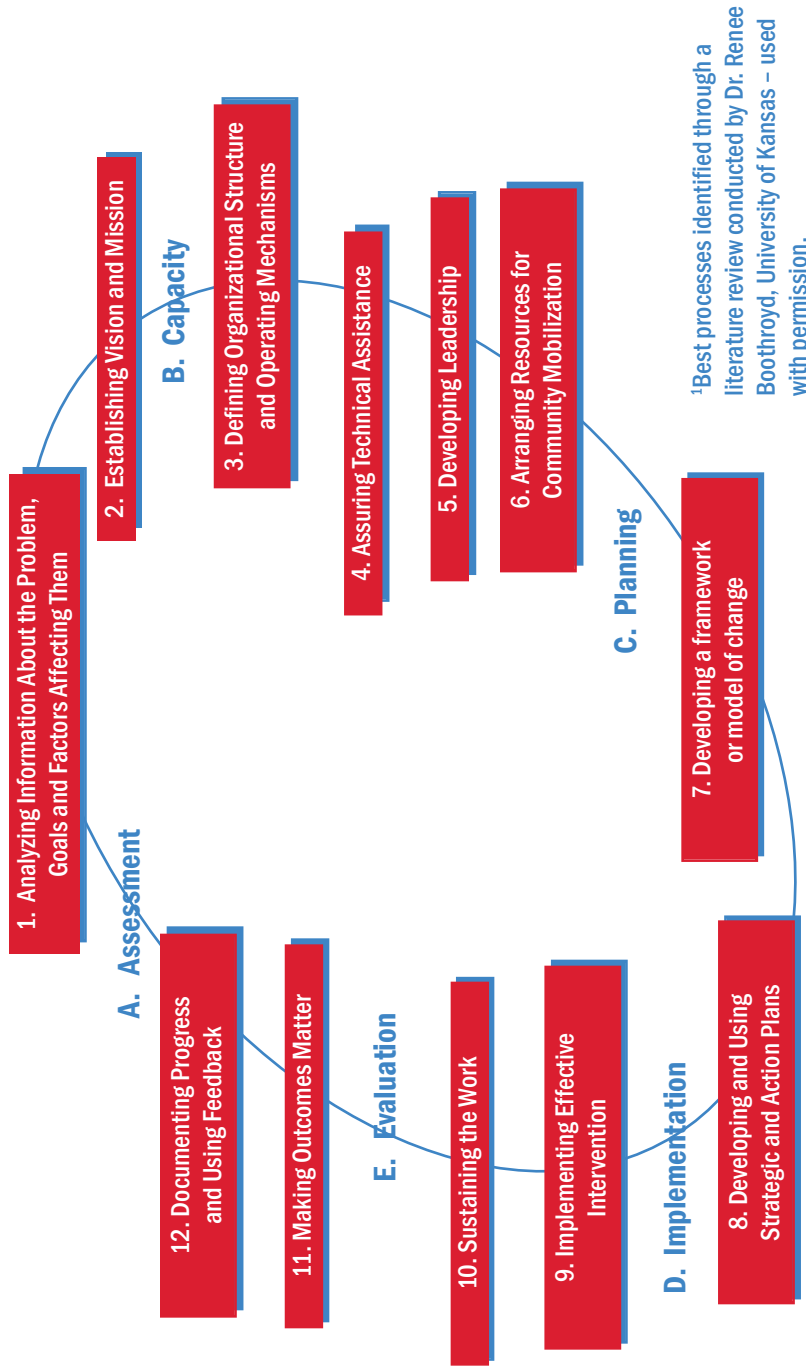 1. Analyzing Information About the Problem,
Goals and Factors Affecting Them
A. Assessment
2. Establishing Vision and Mission
B. Capacity
3. Defining Organizational Structure
and Operating Mechanisms
4. Assuring Technical Assistance
5. Developing Leadership
6. Arranging Resources for
Community Mobilization
C. Planning
7. Developing a framework
or model of change
8. Developing and Using
Strategic and Action Plans
D. Implementation
9. Implementing Effective
Intervention
10. Sustaining the Work
E. Evaluation
11. Making Outcomes Matter
12. Documenting Progress
and Using Feedback
¹Best processes identified through a
literature review conducted by Dr. Renee
Boothroyd, University of Kansas – used
with permission.